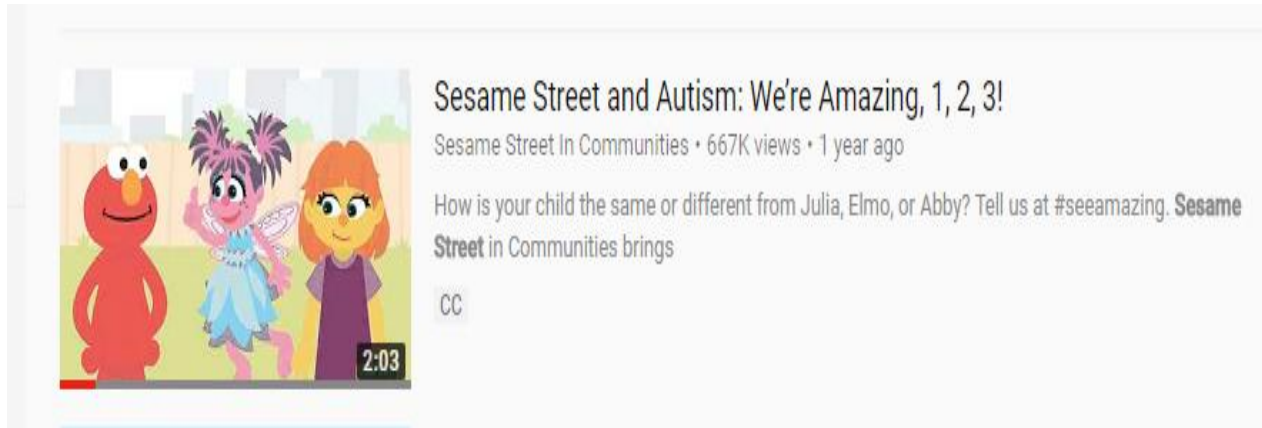 Sesame Street and Autism: We're Amazing, 1, 2, 3!
Sesame Street In Communities • 667K views • 1 year ago
How is your child the same or different from Julia, Elmo, or Abby? Tell us at #seeamazing. Sesame
Street in Communities brings
CC
2:03